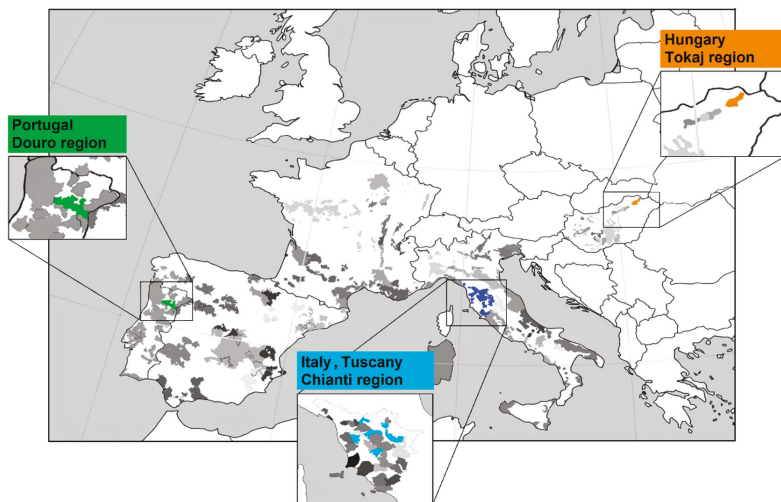 Hungary
Tokaj region
Portugal
Douro region
Italy , Tuscany
Chianti region